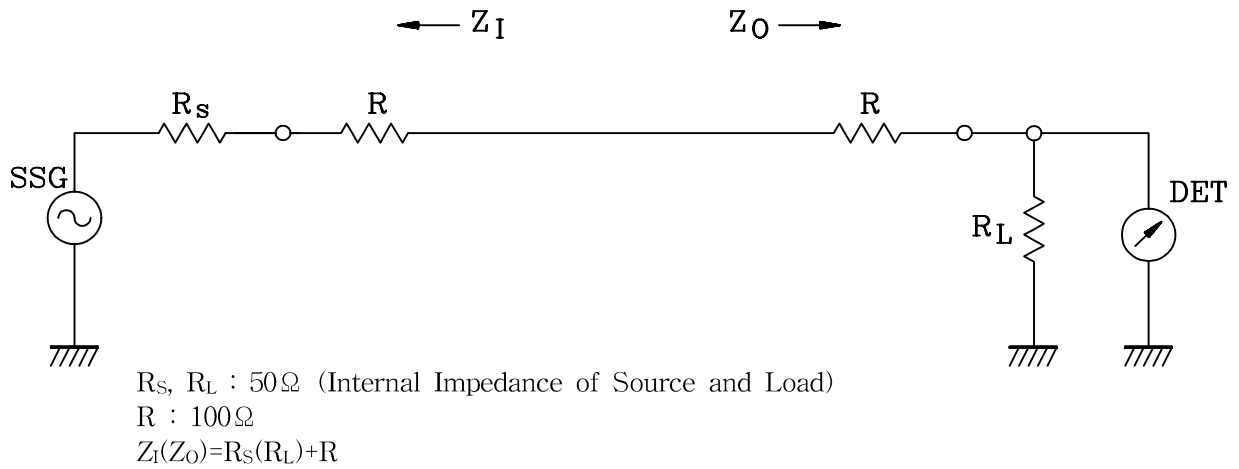 Z_I Z_O
R_S R R
SSG
DET
R_L
R_S, R_L : 50Ω (Internal Impedance of Source and Load)
R : 100Ω
Z_I(Z_O)=R_S(R_L)+R